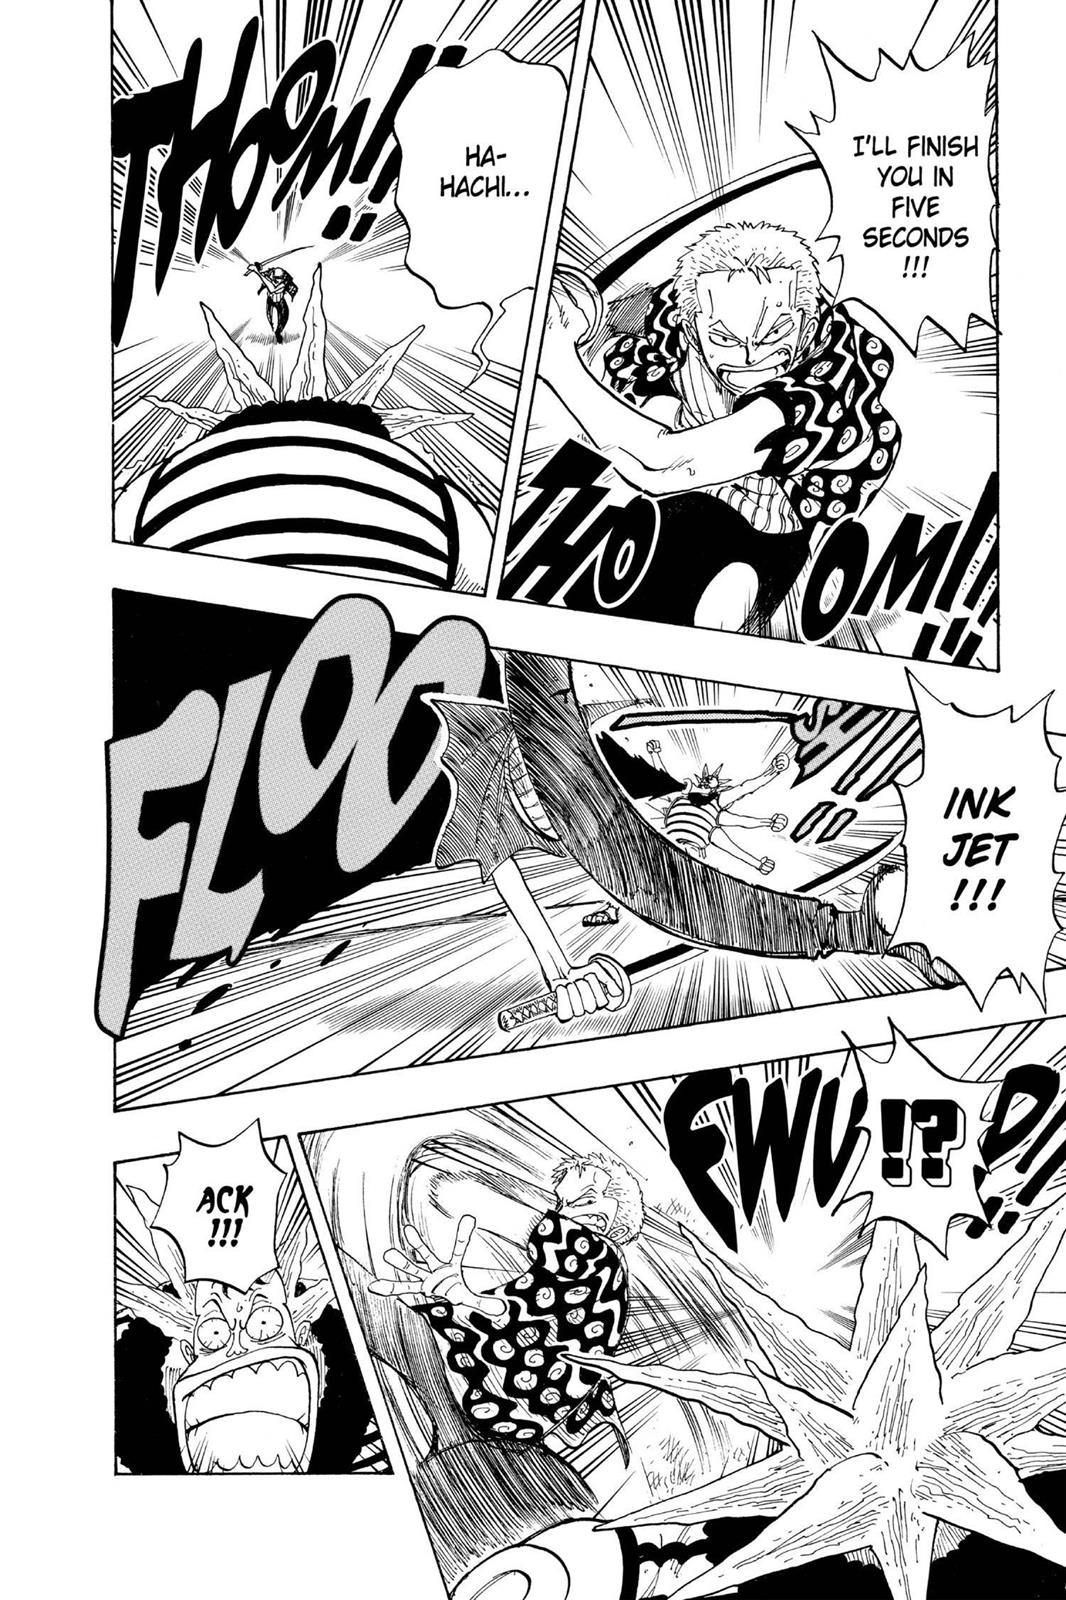 I'LL FINISH
YOU IN
FIVE
SECONDS
!!!
THOOM!!
HA-
HACHI...
THOOM!!
INK
JET
!!!
FLOO
!?
FWU
ACK
!!!